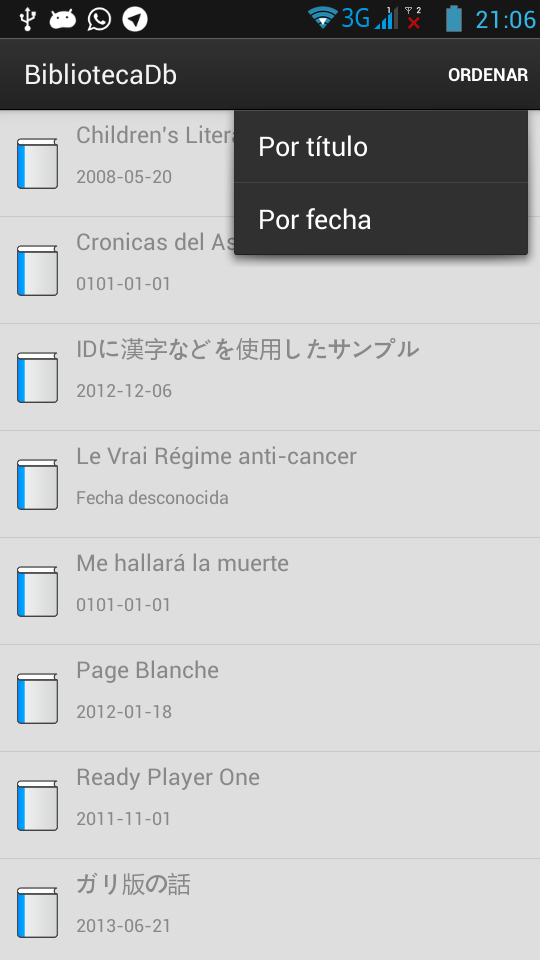 3G 1 2 21:06
BibliotecaDb ORDENAR
Por título
Por fecha
Children's
2008-05-20
Cronicas del
0101-01-01
IDに漢字などを使用したサンプル
2012-12-06
Le Vrai Régime anti-cancer
Fecha desconocida
Me hallará la muerte
0101-01-01
Page Blanche
2012-01-18
Ready Player One
2011-11-01
ガリ版の話
2013-06-21